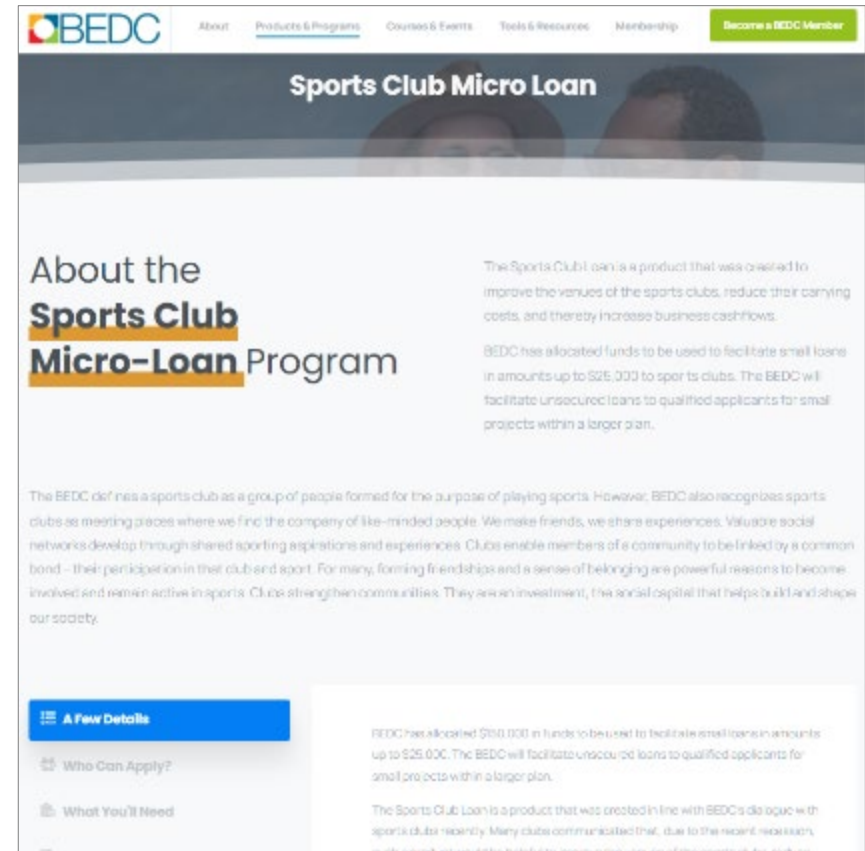 BEDC
About Products & Programs Courses & Events Tools & Resources Membership Become a BEDC Member
Sports Club Micro Loan
About the
Sports Club
Micro-Loan Program
The Sports Club Loan is a product that was created to
improve the venues of the sports clubs, reduce their carrying
costs, and thereby increase business cashflows.
BEDC has allocated funds to be used to facilitate small loans
in amounts up to $25,000 to sports clubs. The BEDC will
facilitate unsecured loans to qualified applicants for small
projects within a larger plan.
The BEDC defines a sports club as a group of people formed for the purpose of playing sports. However, BEDC also recognizes sports
clubs as meeting places where we find the company of like-minded people. We make friends, we share experiences. Valuable social
networks develop through shared sporting aspirations and experiences. Clubs enable members of a community to be linked by a common
bond – their participation in that club and sport. For many, forming friendships and a sense of belonging are powerful reasons to become
involved and remain active in sports. Clubs strengthen communities. They are an investment, the social capital that helps build and shape
our society.
A Few Details
Who Can Apply?
What You'll Need
BEDC has allocated $150,000 in funds to be used to facilitate small loans in amounts
up to $25,000. The BEDC will facilitate unsecured loans to qualified applicants for
small projects within a larger plan.
The Sports Club Loan is a product that was created in line with BEDC's dialogue with
sports clubs recently. Many clubs communicated that, due to the recent recession,